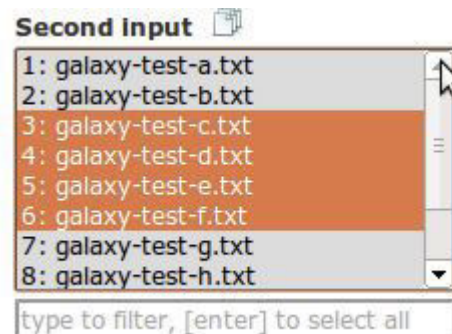 Second input
1: galaxy-test-a.txt
2: galaxy-test-b.txt
3: galaxy-test-c.txt
4: galaxy-test-d.txt
5: galaxy-test-e.txt
6: galaxy-test-f.txt
7: galaxy-test-g.txt
8: galaxy-test-h.txt
type to filter, [enter] to select all